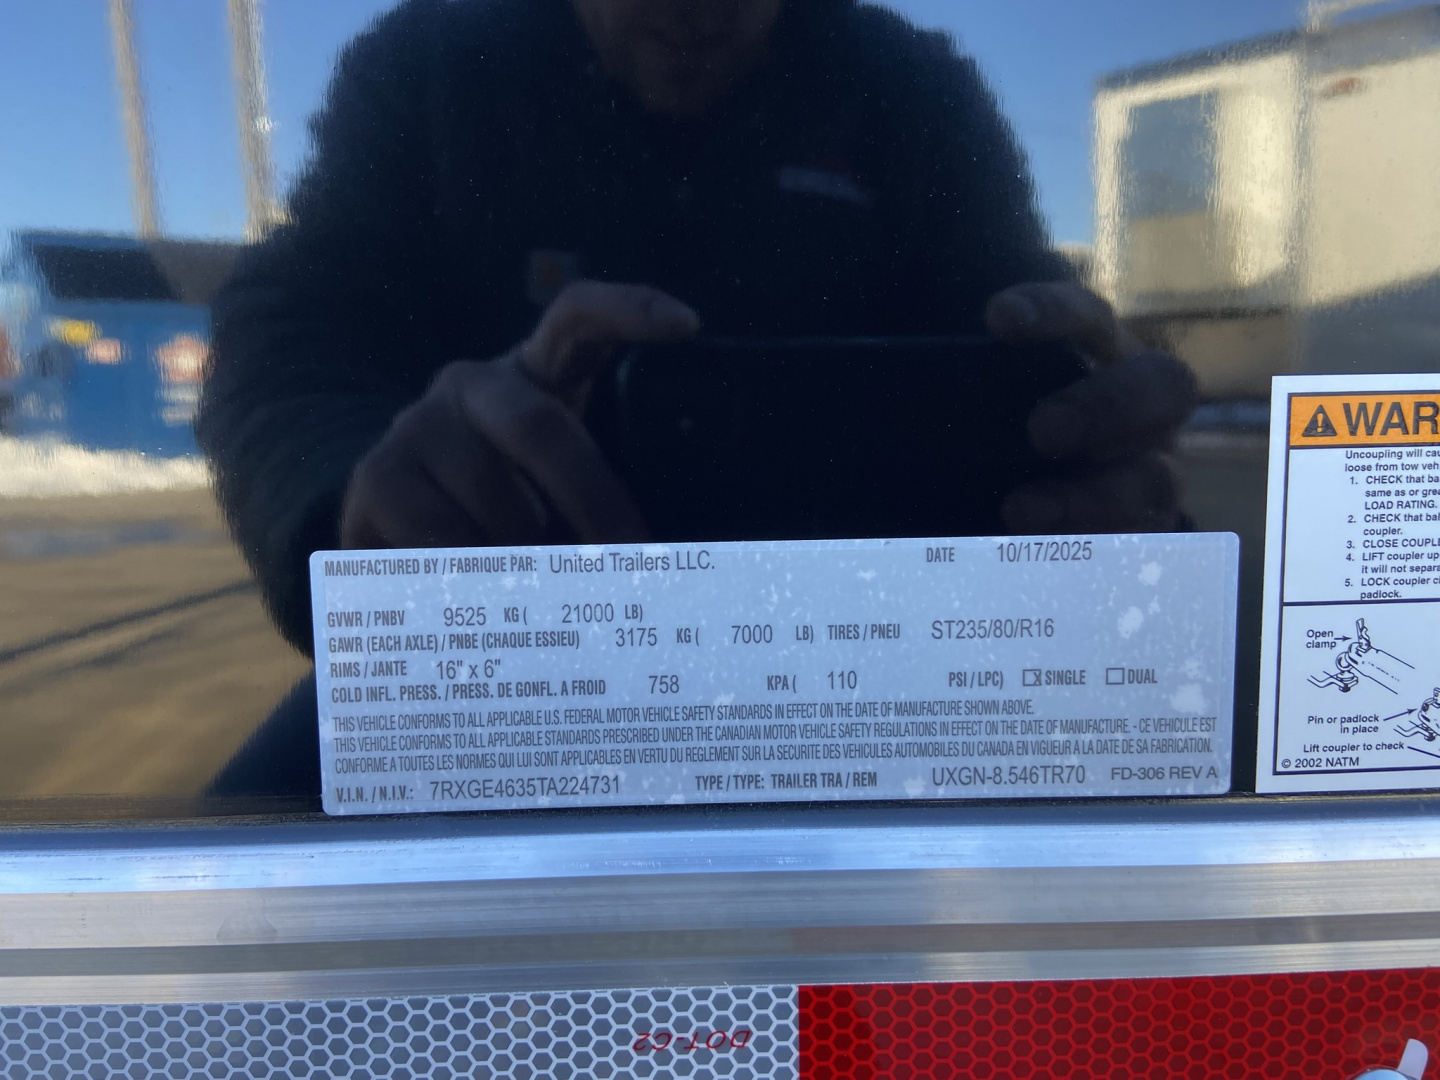 MANUFACTURED BY / FABRIQUE PAR: United Trailers LLC. DATE 10/17/2025
GVWR / PNBV 9525 KG ( 21000 LB)
GAWR (EACH AXLE) / PNBE (CHAQUE ESSIEU) 3175 KG ( 7000 LB) TIRES / PNEU ST235/80/R16
RIMS / JANTE 16" x 6"
COLD INFL. PRESS. / PRESS. DE GONFL. A FROID 758 KPA ( 110 PSI / LPC) ☒ SINGLE ☐ DUAL
THIS VEHICLE CONFORMS TO ALL APPLICABLE U.S. FEDERAL MOTOR VEHICLE SAFETY STANDARDS IN EFFECT ON THE DATE OF MANUFACTURE SHOWN ABOVE.
THIS VEHICLE CONFORMS TO ALL APPLICABLE STANDARDS PRESCRIBED UNDER THE CANADIAN MOTOR VEHICLE SAFETY REGULATIONS IN EFFECT ON THE DATE OF MANUFACTURE. - CE VEHICULE EST
CONFORME A TOUTES LES NORMES QUI LUI SONT APPLICABLES EN VERTU DU REGLEMENT SUR LA SECURITE DES VEHICULES AUTOMOBILES DU CANADA EN VIGUEUR A LA DATE DE SA FABRICATION.
V.I.N. / N.I.V.: 7RXGE4635TA224731 TYPE / TYPE: TRAILER TRA / REM UXGN-8.546TR70 FD-306 REV A
WAR
Uncoupling will cau
loose from tow veh
1. CHECK that ba
same as or grea
LOAD RATING.
2. CHECK that bal
coupler.
3. CLOSE COUPLE
4. LIFT coupler up
it will not separa
5. LOCK coupler c
padlock.
Open
clamp
Pin or padlock
in place
Lift coupler to check
© 2002 NATM
DOT-C2